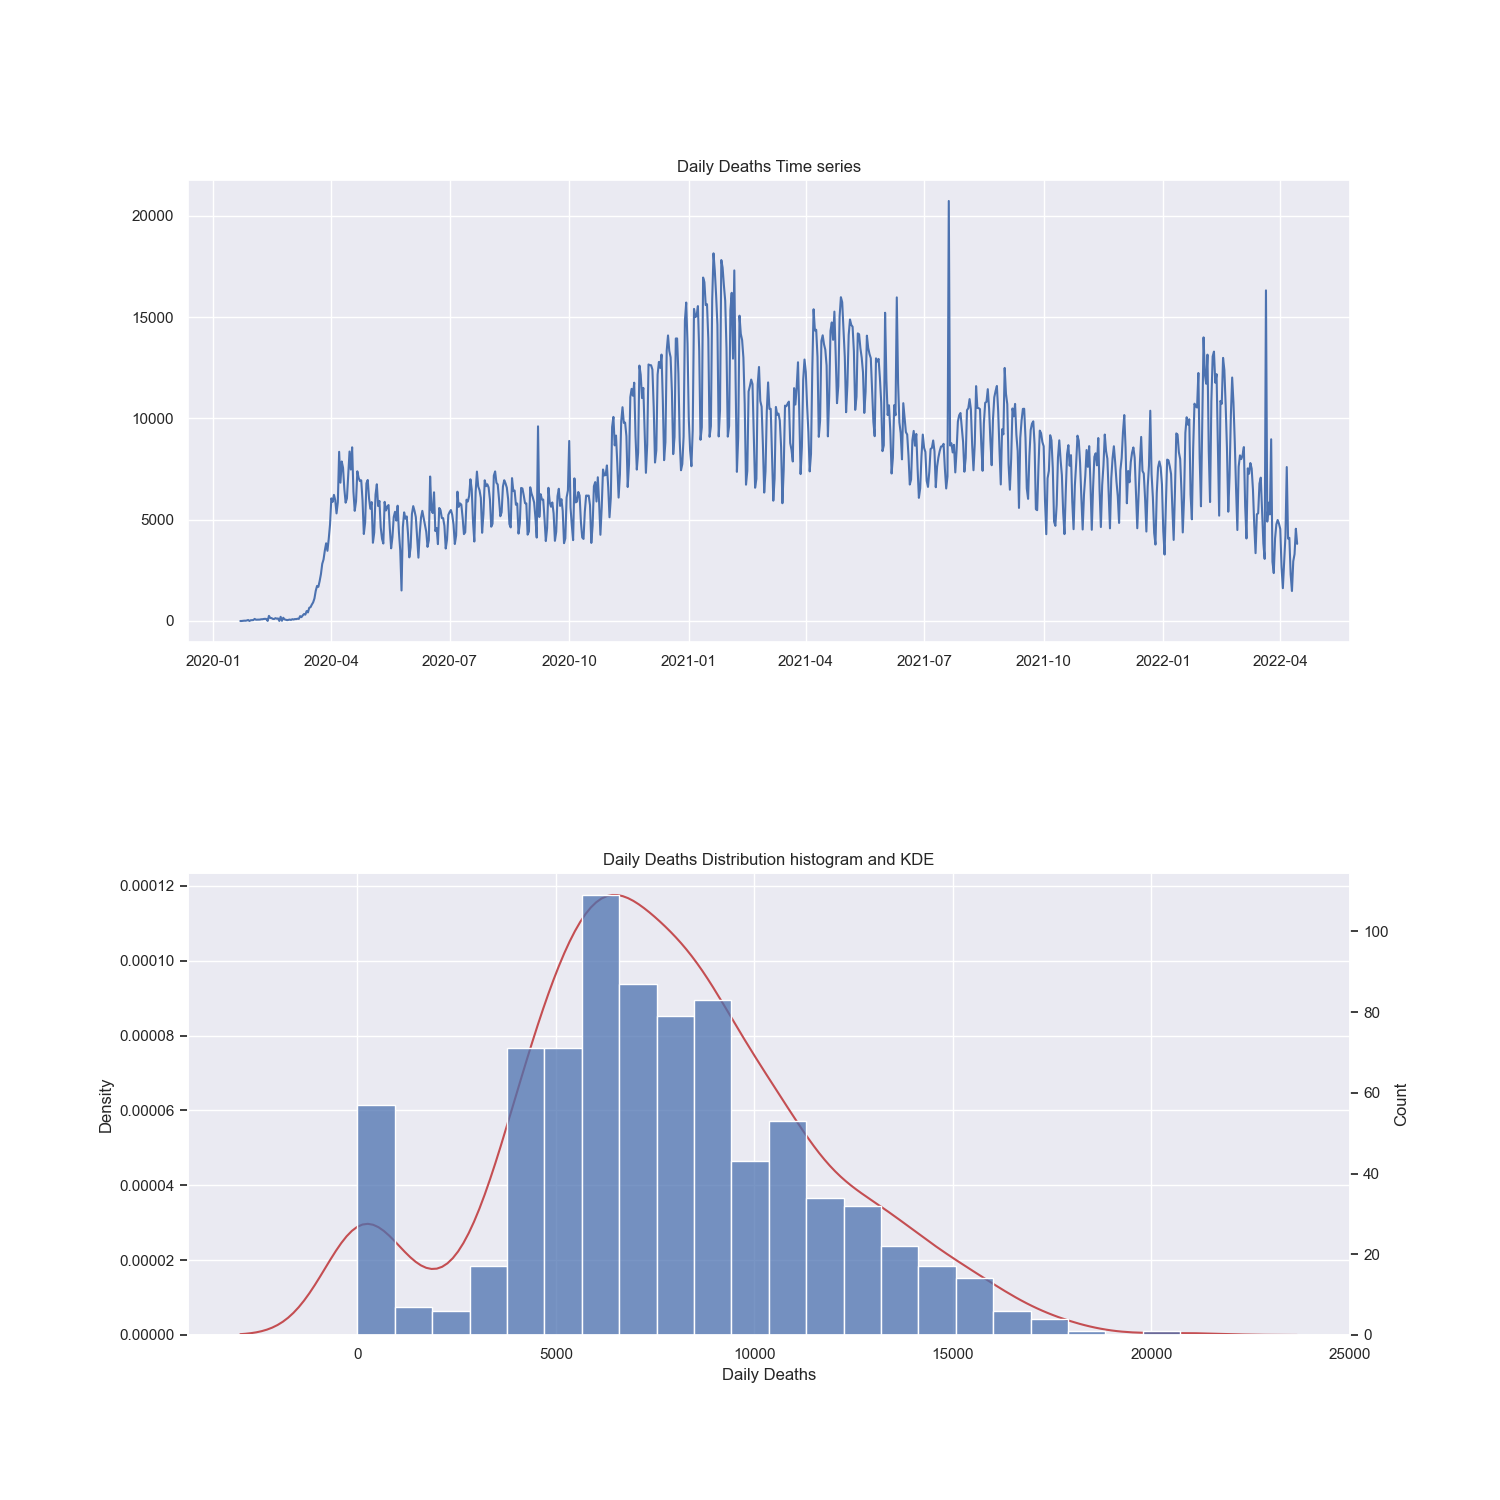 Daily Deaths Time series
20000
15000
10000
5000
0
2020-01 2020-04 2020-07 2020-10 2021-01 2021-04 2021-07 2021-10 2022-01 2022-04
Daily Deaths Distribution histogram and KDE
0.00012
0.00010
0.00008
0.00006
0.00004
0.00002
0.00000
Density
100
80
60
40
20
0
Count
0 5000 10000 15000 20000 25000
Daily Deaths